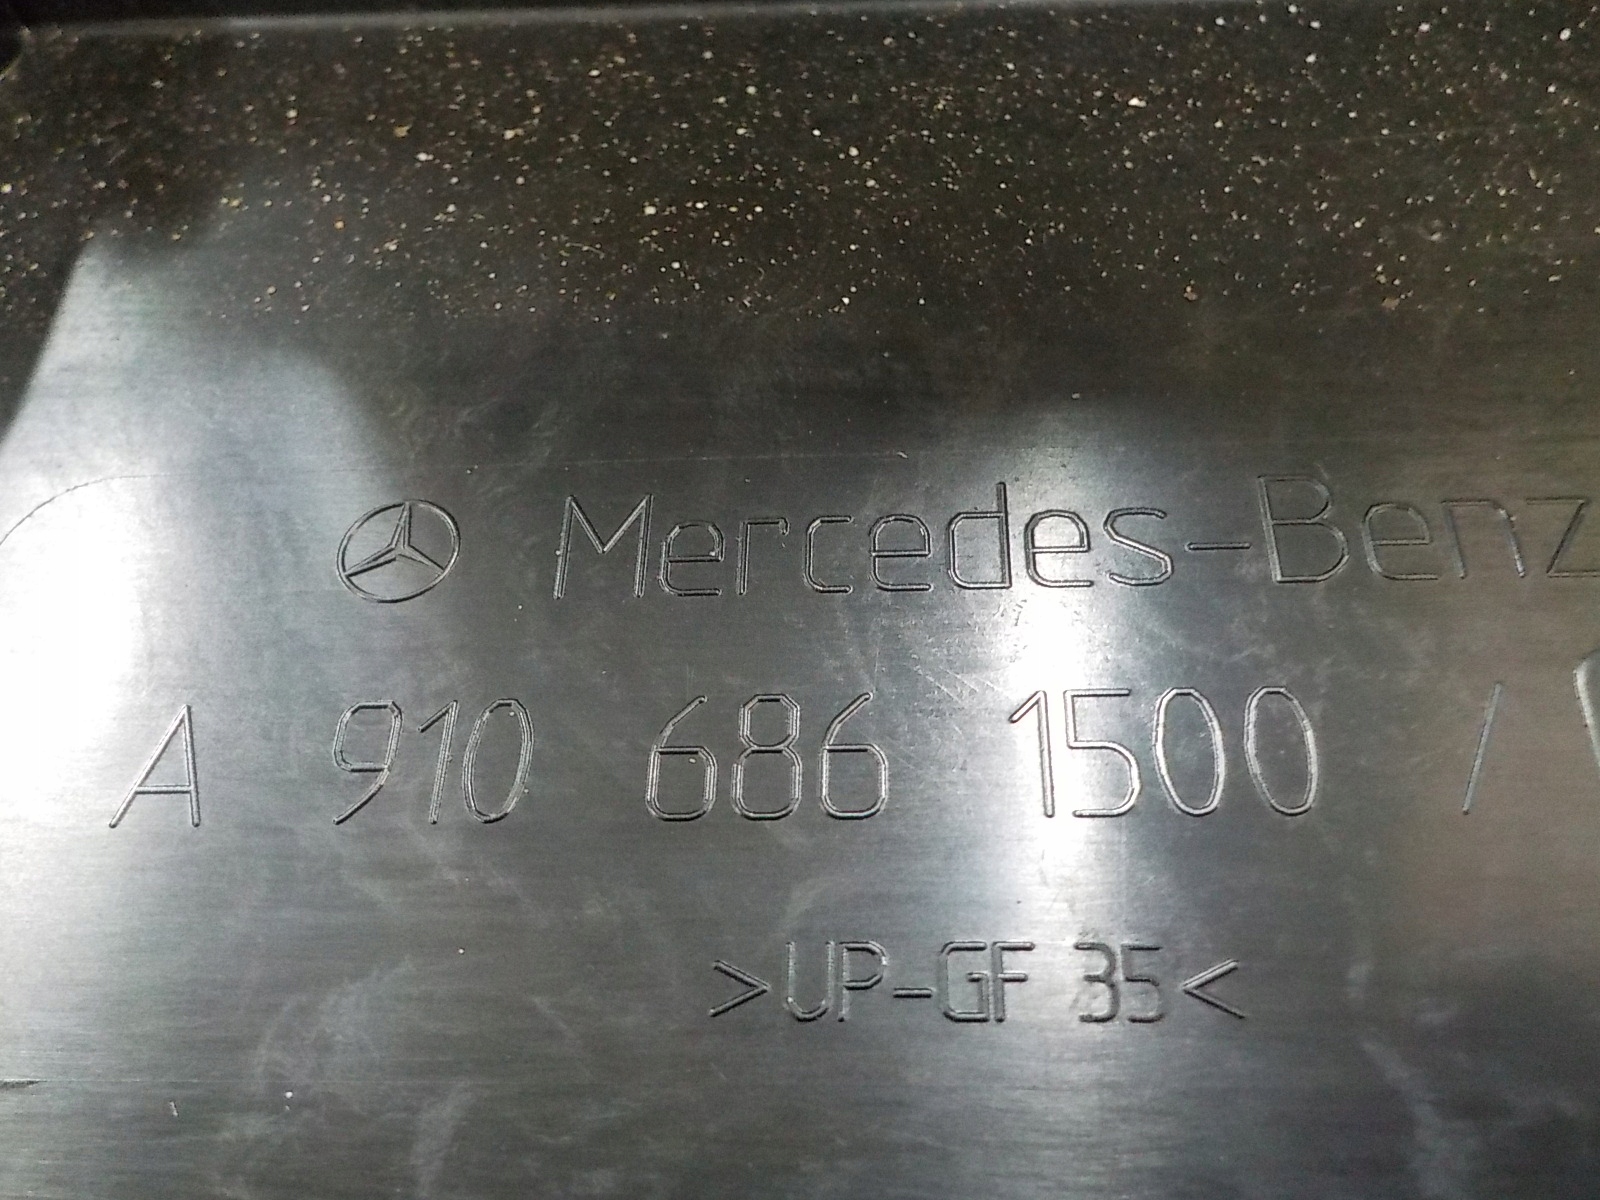 Mercedes-Benz
A 910 686 1500 /
>UP-GF 35<